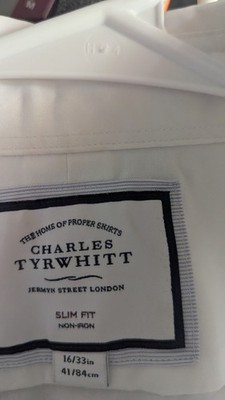 M
THE HOME OF PROPER SHIRTS
CHARLES
TYRWHITT
JERMYN STREET LONDON
SLIM FIT
NON-IRON
16/33in
41/84cm